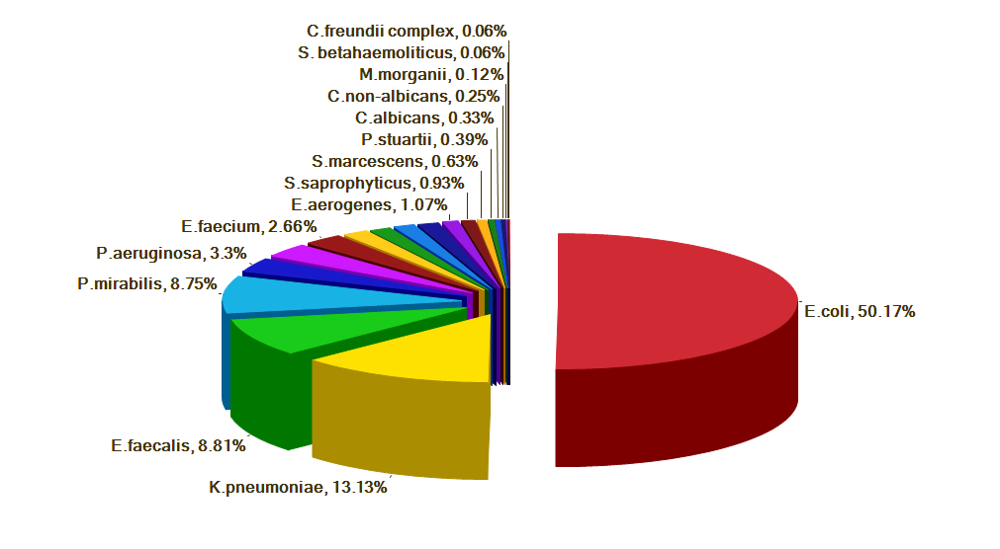 C.freundii complex, 0.06%
S. betahaemoliticus, 0.06%
M.morganii, 0.12%
C.non-albicans, 0.25%
C.albicans, 0.33%
P.stuartii, 0.39%
S.marcescens, 0.63%
S.saprophyticus, 0.93%
E.aerogenes, 1.07%
E.faecium, 2.66%
P.aeruginosa, 3.3%
P.mirabilis, 8.75%
E.coli, 50.17%
E.faecalis, 8.81%
K.pneumoniae, 13.13%